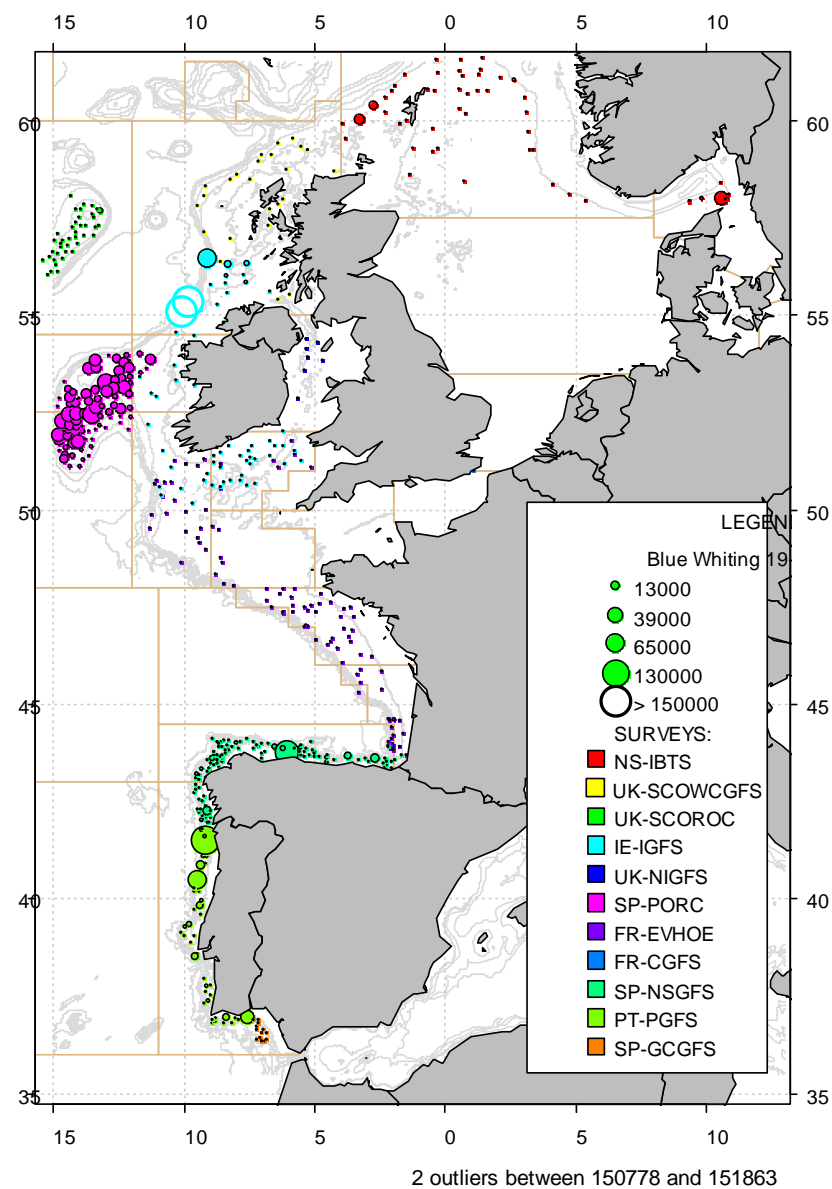 15 10 5 0 5 10
60 60
55 55
50 50
45 45
40 40
35 35
LEGEN
Blue Whiting 19
13000
39000
65000
130000
> 150000
SURVEYS:
NS-IBTS
UK-SCOWCGFS
UK-SCOROC
IE-IGFS
UK-NIGFS
SP-PORC
FR-EVHOE
FR-CGFS
SP-NSGFS
PT-PGFS
SP-GCGFS
15 10 5 0 5 10
2 outliers between 150778 and 151863